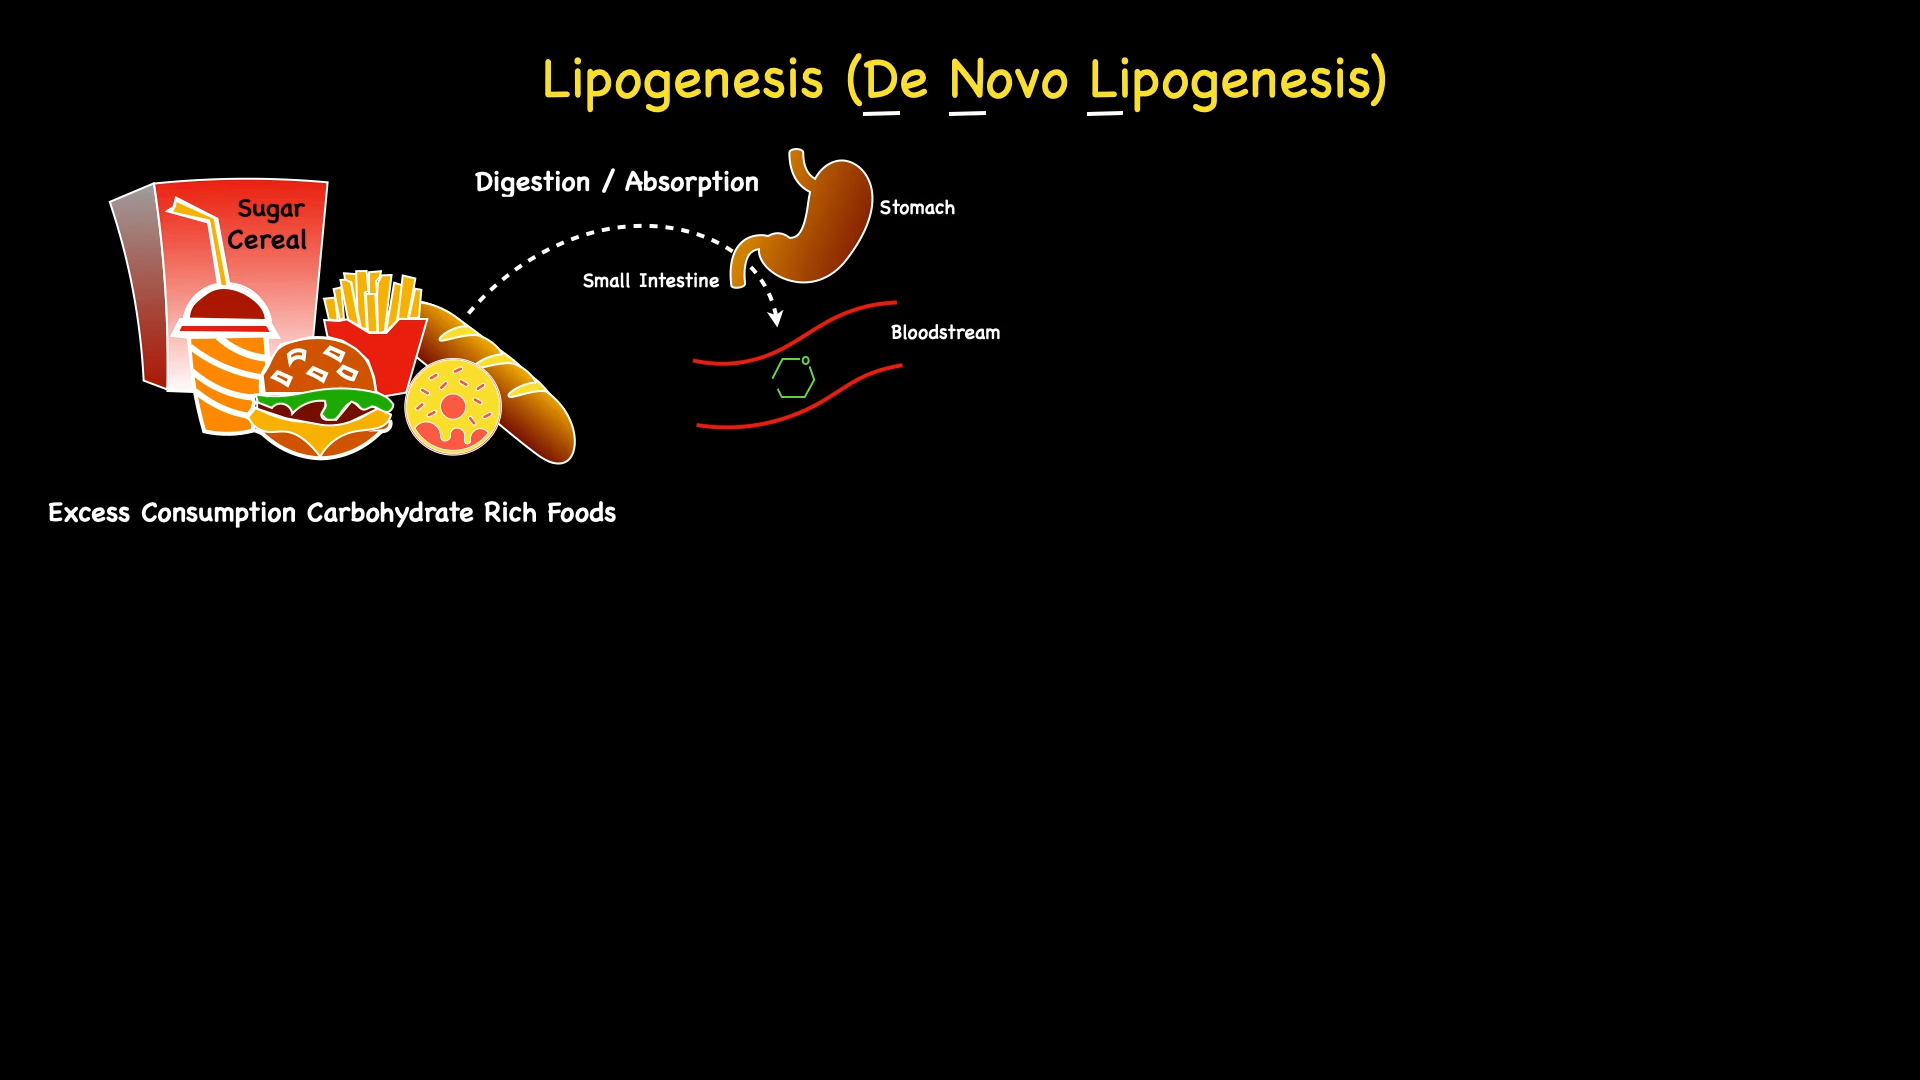 Lipogenesis (De Novo Lipogenesis)
Digestion / Absorption
Stomach
Sugar
Cereal
Small Intestine
Bloodstream
O
Excess Consumption Carbohydrate Rich Foods